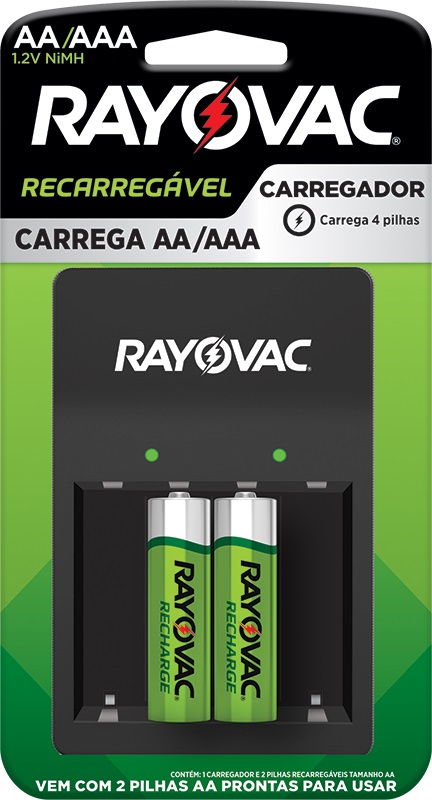 AA/AAA
1.2V NiMH
RAYOVAC®
RECARREGÁVEL
CARREGADOR
Carrega 4 pilhas
CARREGA AA/AAA
RAYOVAC®
RAYOVAC®
RECHARGE
RAYOVAC®
RECHARGE
CONTÉM: 1 CARREGADOR E 2 PILHAS RECARREGÁVEIS TAMANHO AA
VEM COM 2 PILHAS AA PRONTAS PARA USAR